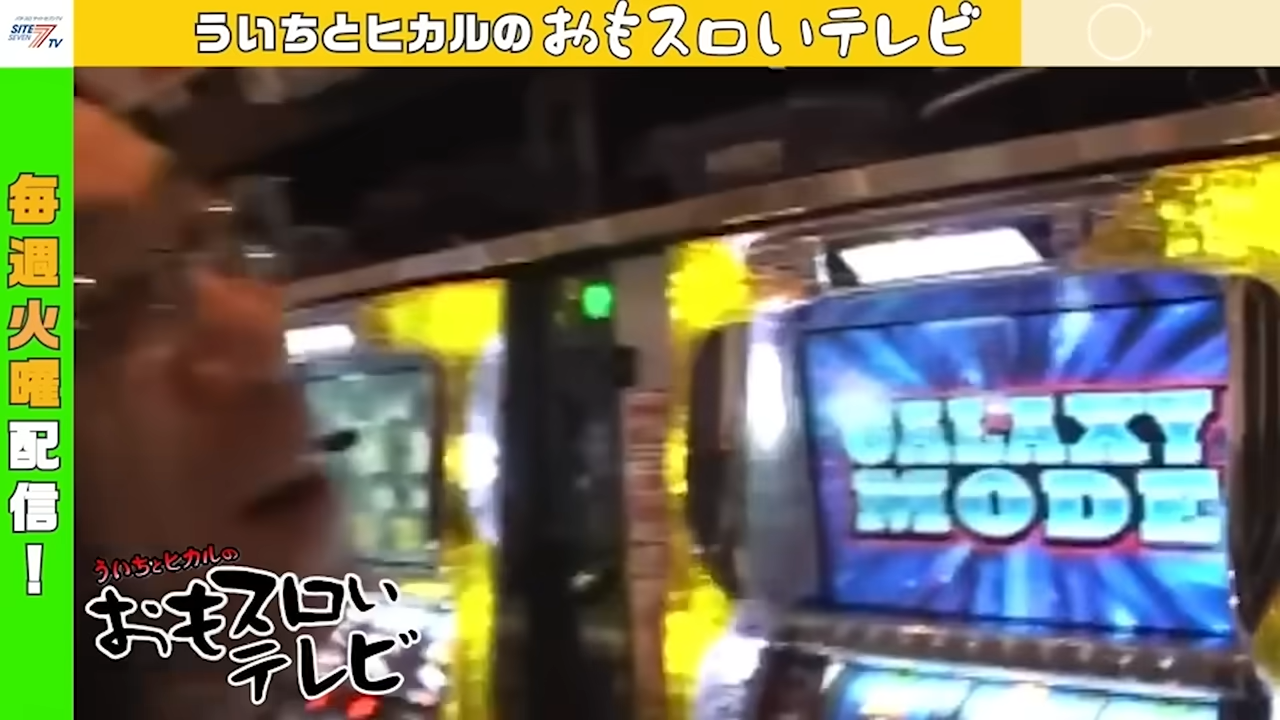 SITE SEVEN 7 TV
ういちとヒカルのおもスロいテレビ
毎週火曜配信！
GALAXY
MODE
ういちとヒカルの
おもスロい
テレビ